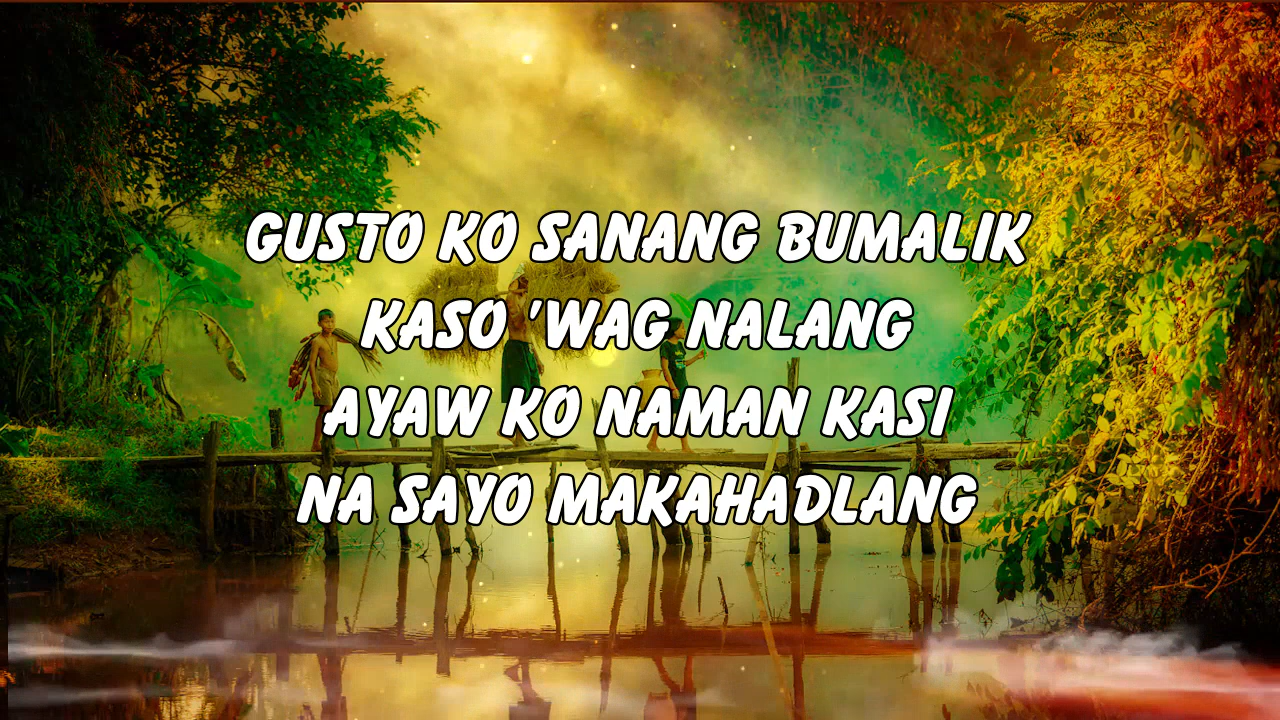 GUSTO KO SANANG BUMALIK
KASO 'WAG NALANG
AYAW KO NAMAN KASI
NA SAYO MAKAHADLANG